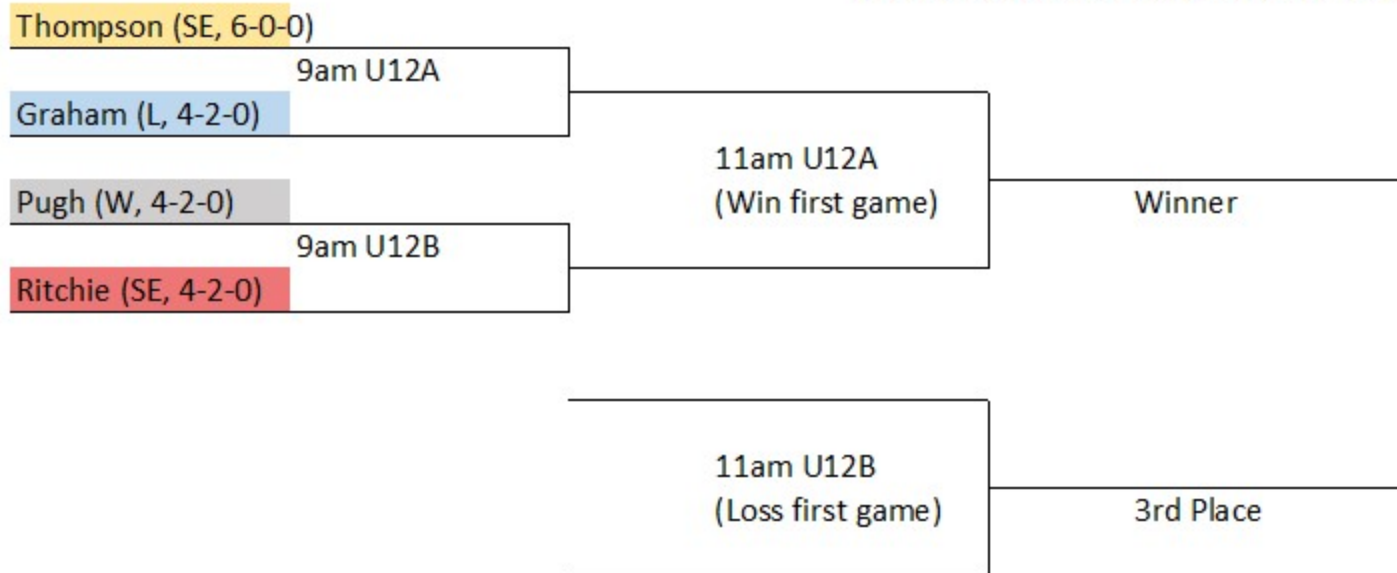 Thompson (SE, 6-0-0)
9am U12A
Graham (L, 4-2-0)
11am U12A
(Win first game)
Pugh (W, 4-2-0)
Winner
9am U12B
Ritchie (SE, 4-2-0)
11am U12B
(Loss first game)
3rd Place